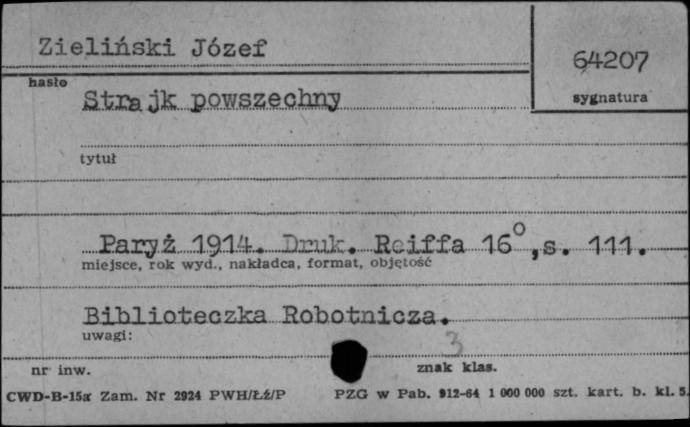 Zieliński Józef
64207
hasło
sygnatura
Strajk powszechny
tytuł
Paryż 1914. Druk. Reiffa 16°,s. 111.
miejsce, rok wyd., nakładca, format, objętość
Biblioteczka Robotnicza.
uwagi:
3
nr inw.
znak klas.
CWD-B-15a Zam. Nr 2924 PWH/Łź/P PZG w Pab. 912-64 1 000 000 szt. kart. b. kl. 5.